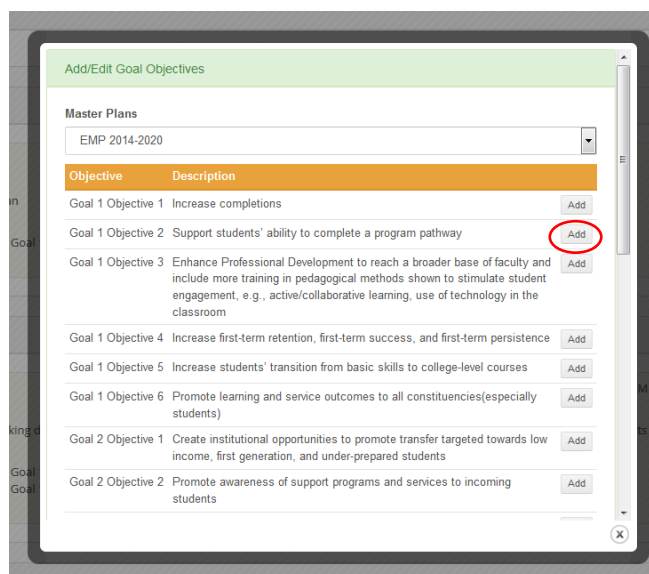 Add/Edit Goal Objectives
Master Plans
EMP 2014-2020
Objective Description
Goal 1 Objective 1 Increase completions Add
Goal 1 Objective 2 Support students' ability to complete a program pathway Add
Goal 1 Objective 3 Enhance Professional Development to reach a broader base of faculty and Add
include more training in pedagogical methods shown to stimulate student
engagement, e.g., active/collaborative learning, use of technology in the
classroom
Goal 1 Objective 4 Increase first-term retention, first-term success, and first-term persistence Add
Goal 1 Objective 5 Increase students' transition from basic skills to college-level courses Add
Goal 1 Objective 6 Promote learning and service outcomes to all constituencies(especially Add
students)
Goal 2 Objective 1 Create institutional opportunities to promote transfer targeted towards low Add
income, first generation, and under-prepared students
Goal 2 Objective 2 Promote awareness of support programs and services to incoming Add
students
Goal
Goal
Goal